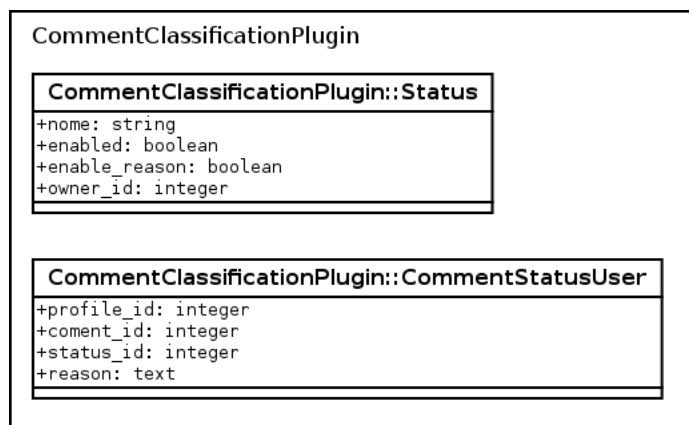 CommentClassificationPlugin
CommentClassificationPlugin::Status
+nome: string
+enabled: boolean
+enable_reason: boolean
+owner_id: integer
CommentClassificationPlugin::CommentStatusUser
+profile_id: integer
+coment_id: integer
+status_id: integer
+reason: text